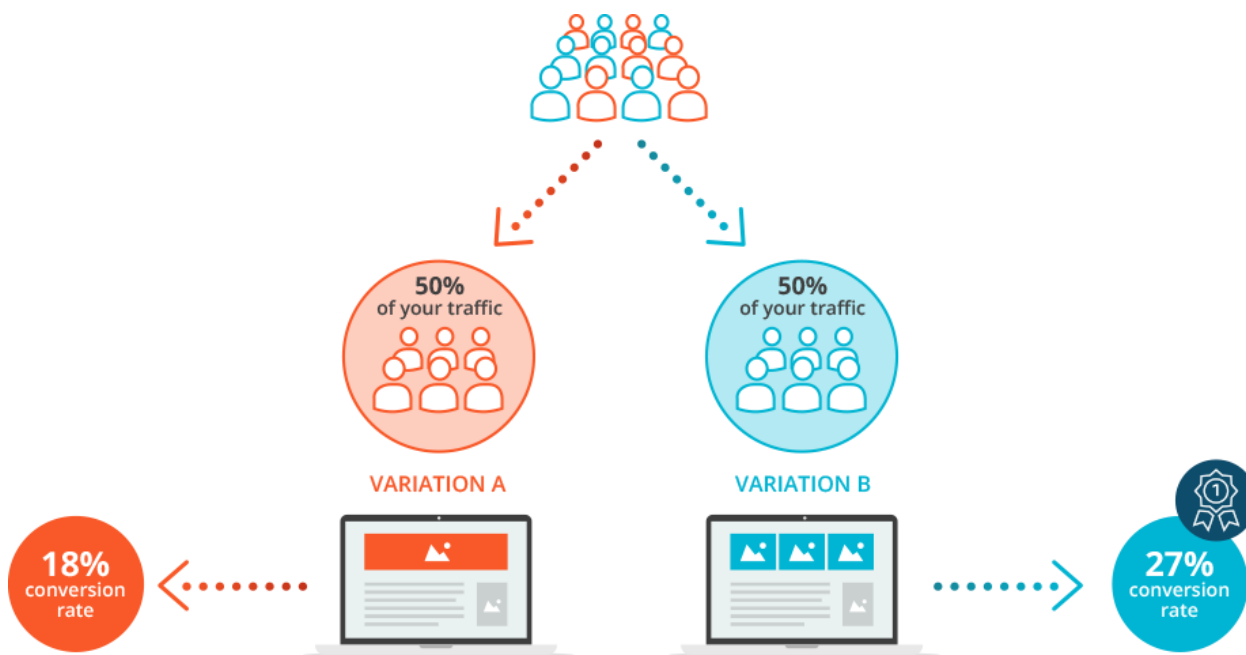 50%
of your traffic
50%
of your traffic
VARIATION A
VARIATION B
1
18%
conversion
rate
27%
conversion
rate